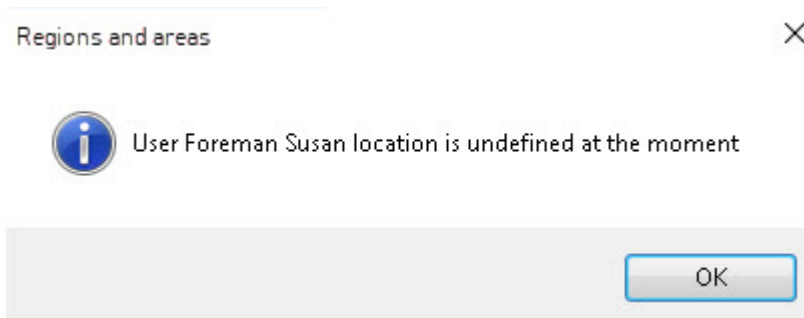 Regions and areas
User Foreman Susan location is undefined at the moment
OK